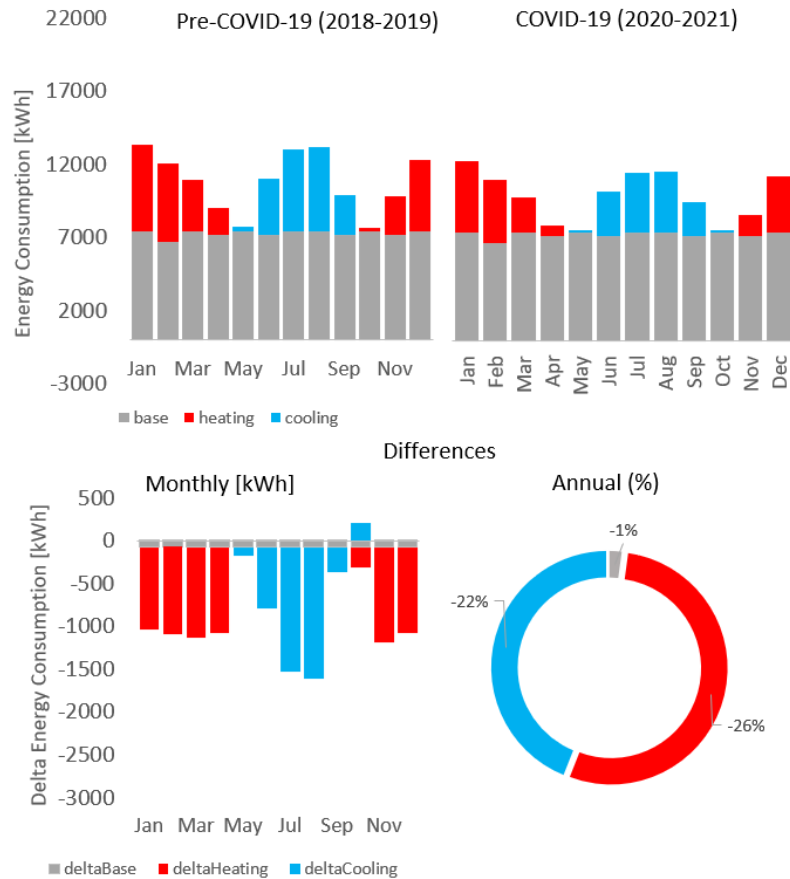 Pre-COVID-19 (2018-2019)
COVID-19 (2020-2021)
Energy Consumption [kWh]
22000
17000
12000
7000
2000
-3000
Jan Mar May Jul Sep Nov
Jan Feb Mar Apr May Jun Jul Aug Sep Oct Nov Dec
base heating cooling
Differences
Monthly [kWh]
Annual (%)
Delta Energy Consumption [kWh]
500
0
-500
-1000
-1500
-2000
-2500
-3000
Jan Mar May Jul Sep Nov
deltaBase deltaHeating deltaCooling
-1%
-22%
-26%